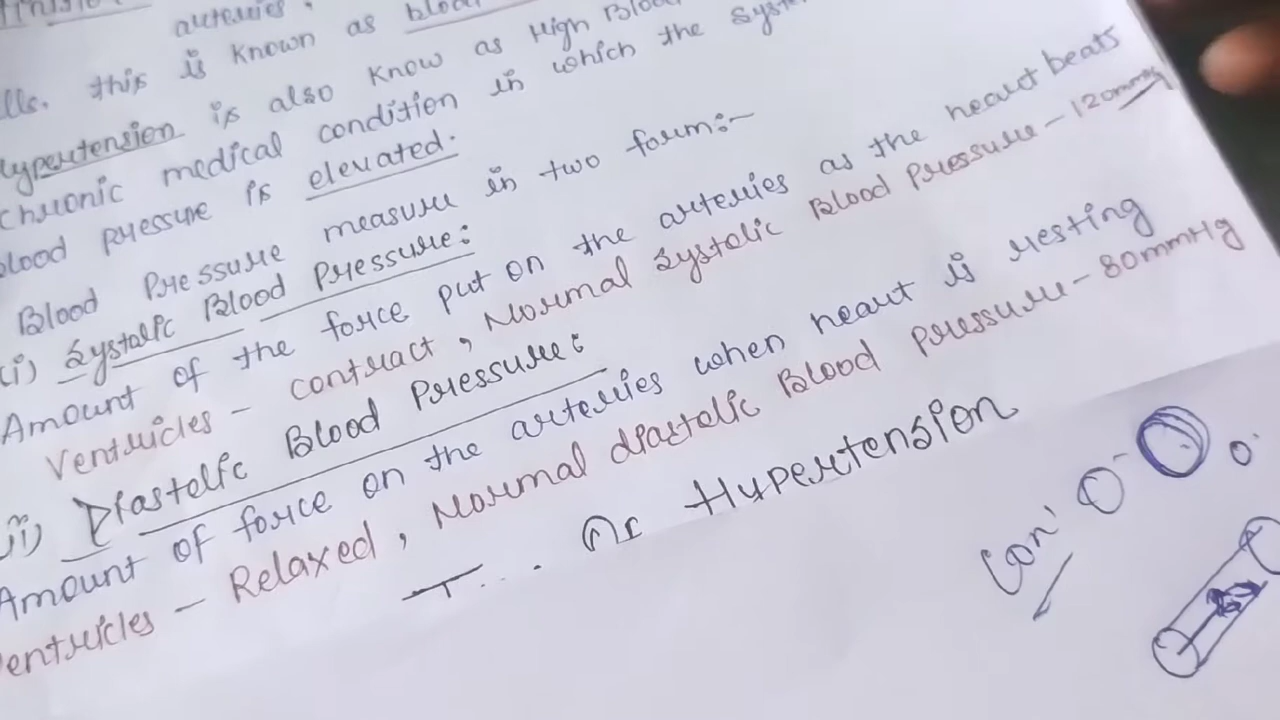 arteries.
this is known as
Hypertension is also know as High Blood
Chronic medical condition in which the
Blood pressure is elevated.
Blood Pressure measure in two form:-
(i) Systolic Blood Pressure:
Amount of the force put on the arteries as the heart beats
Ventricles - contract, Normal Systolic Blood Pressure - 120mmHg
(ii) Diastolic Blood Pressure:
Amount of force on the arteries when heart is resting
Ventricles - Relaxed, Normal diastolic Blood Pressure - 80mmHg
Hypertension